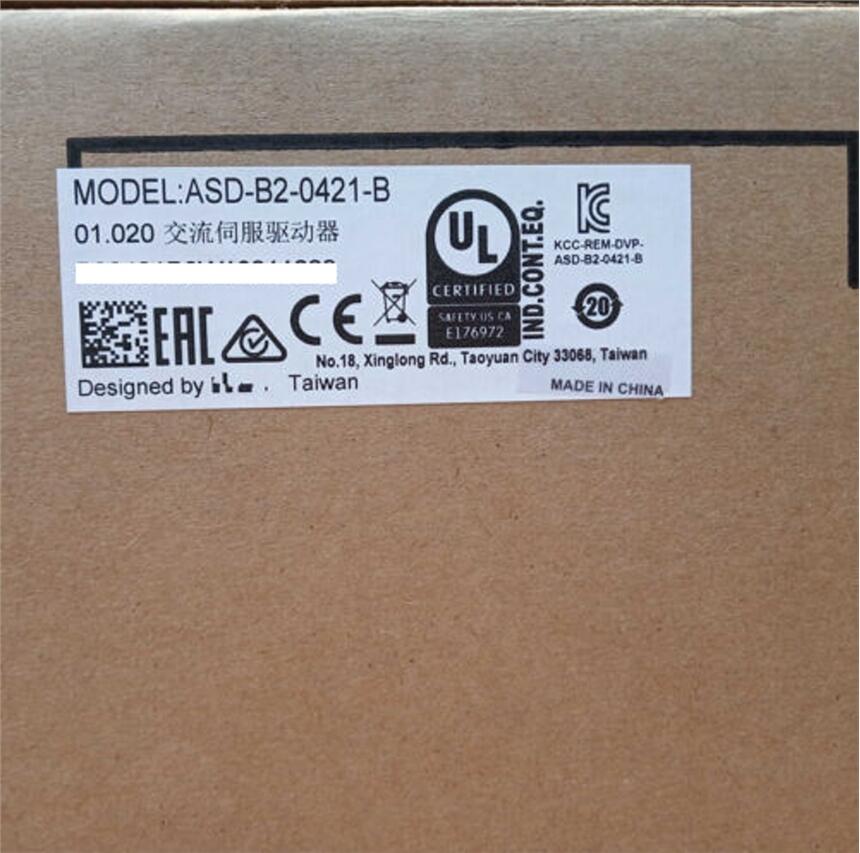 MODEL:ASD-B2-0421-B
01.020 交流伺服驱动器
UL
CERTIFIED
SAFETY US CA
E176972
IND.CONT.EQ.
KCC-REM-DVP-
ASD-B2-0421-B
20
EAC
CE
No.18, Xinglong Rd., Taoyuan City 33068, Taiwan
Designed by
Taiwan
MADE IN CHINA